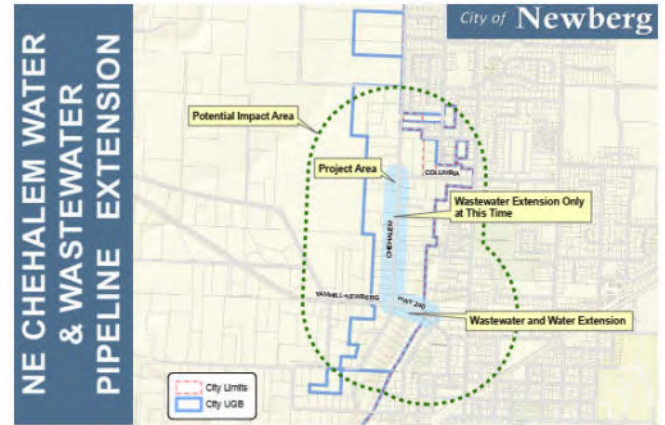 NE CHEHALEM WATER
& WASTEWATER
PIPELINE EXTENSION
City of Newberg
Potential Impact Area
Project Area
COLUMBIA
Wastewater Extension Only
at This Time
CHEHALEM
YAMHILL-NEWBERG
HWY 240
Wastewater and Water Extension
City Limits
City UGB